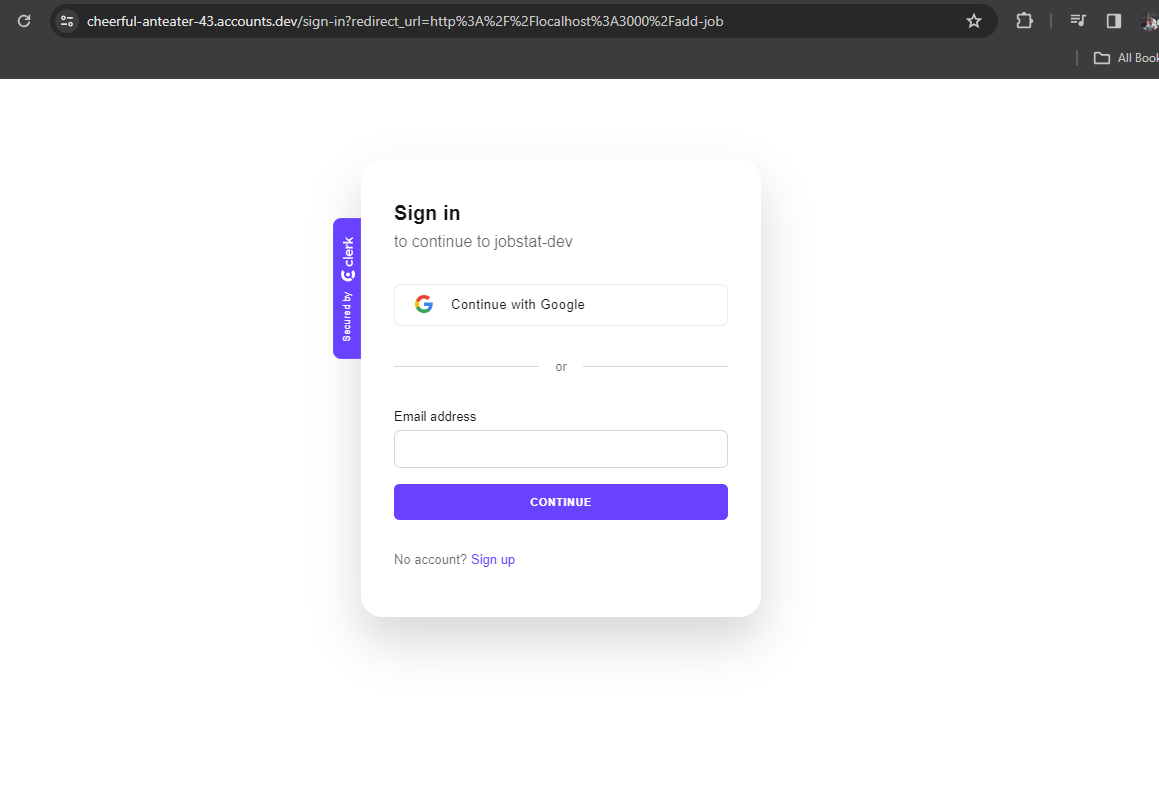 cheerful-anteater-43.accounts.dev/sign-in?redirect_url=http%3A%2F%2Flocalhost%3A3000%2Fadd-job
All Book
Sign in
to continue to jobstat-dev
Secured by clerk
Continue with Google
or
Email address
CONTINUE
No account? Sign up